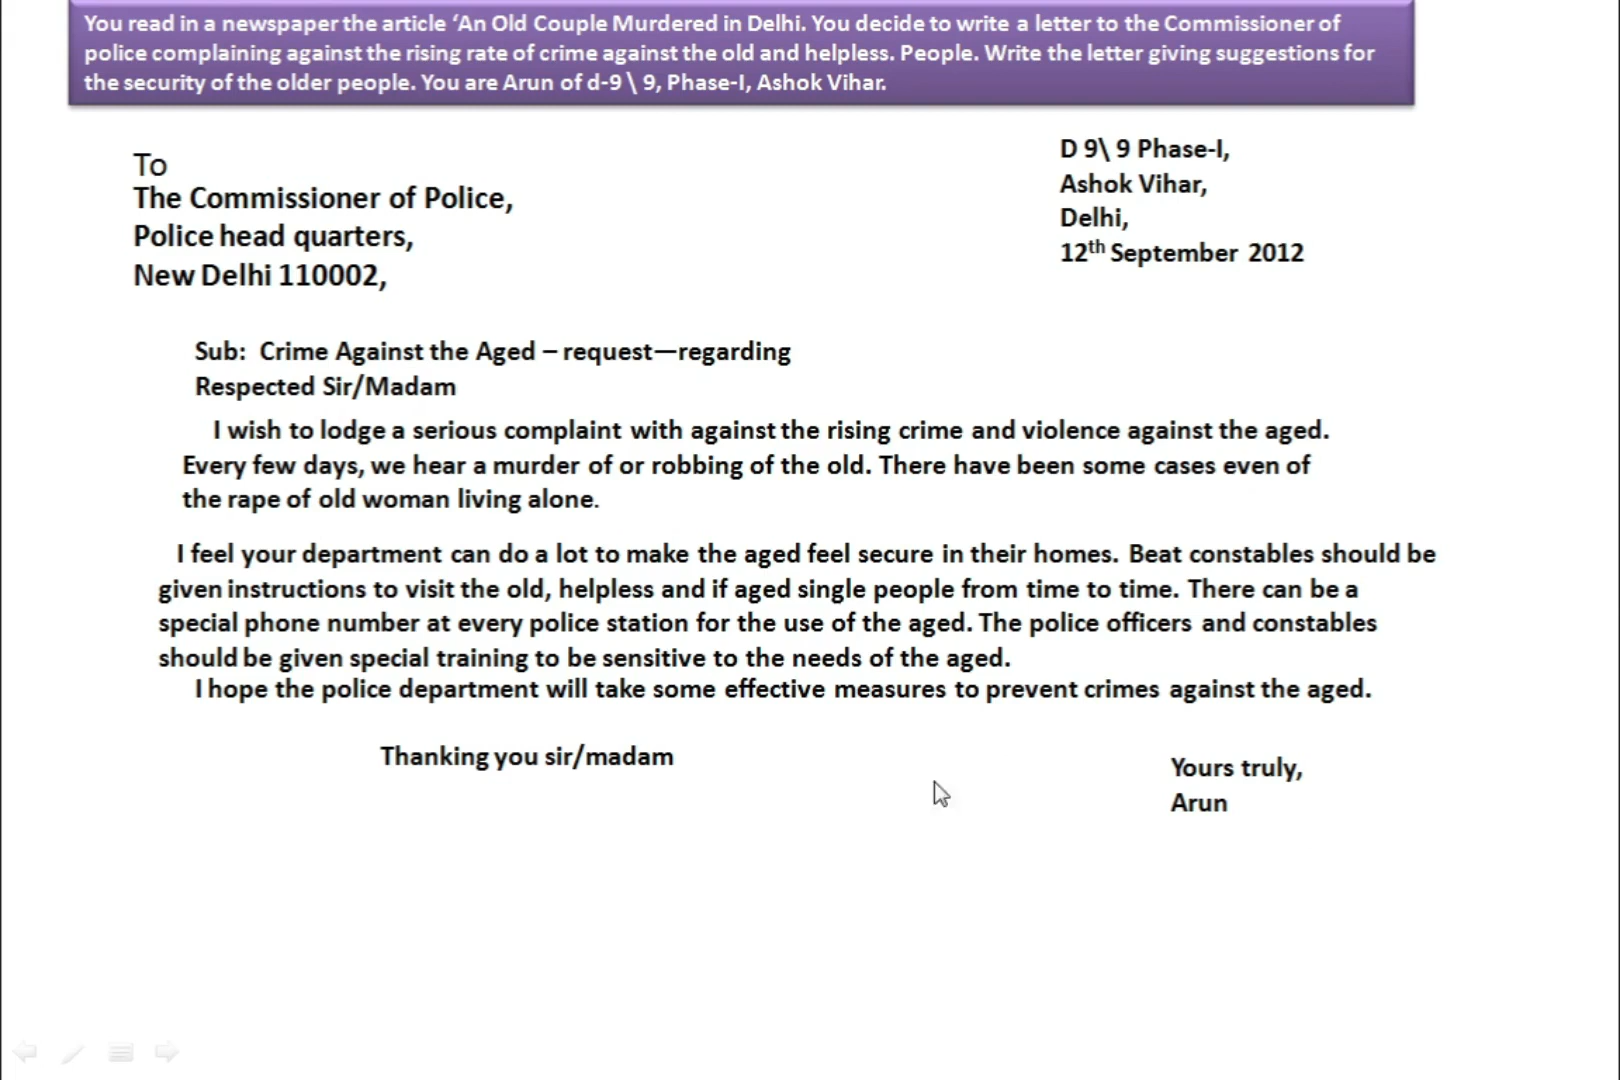 You read in a newspaper the article ‘An Old Couple Murdered in Delhi. You decide to write a letter to the Commissioner of
police complaining against the rising rate of crime against the old and helpless. People. Write the letter giving suggestions for
the security of the older people. You are Arun of d-9 \ 9, Phase-I, Ashok Vihar.
To
The Commissioner of Police,
Police head quarters,
New Delhi 110002,
D 9\ 9 Phase-I,
Ashok Vihar,
Delhi,
12th September 2012
Sub: Crime Against the Aged – request—regarding
Respected Sir/Madam
I wish to lodge a serious complaint with against the rising crime and violence against the aged.
Every few days, we hear a murder of or robbing of the old. There have been some cases even of
the rape of old woman living alone.
I feel your department can do a lot to make the aged feel secure in their homes. Beat constables should be
given instructions to visit the old, helpless and if aged single people from time to time. There can be a
special phone number at every police station for the use of the aged. The police officers and constables
should be given special training to be sensitive to the needs of the aged.
I hope the police department will take some effective measures to prevent crimes against the aged.
Thanking you sir/madam
Yours truly,
Arun